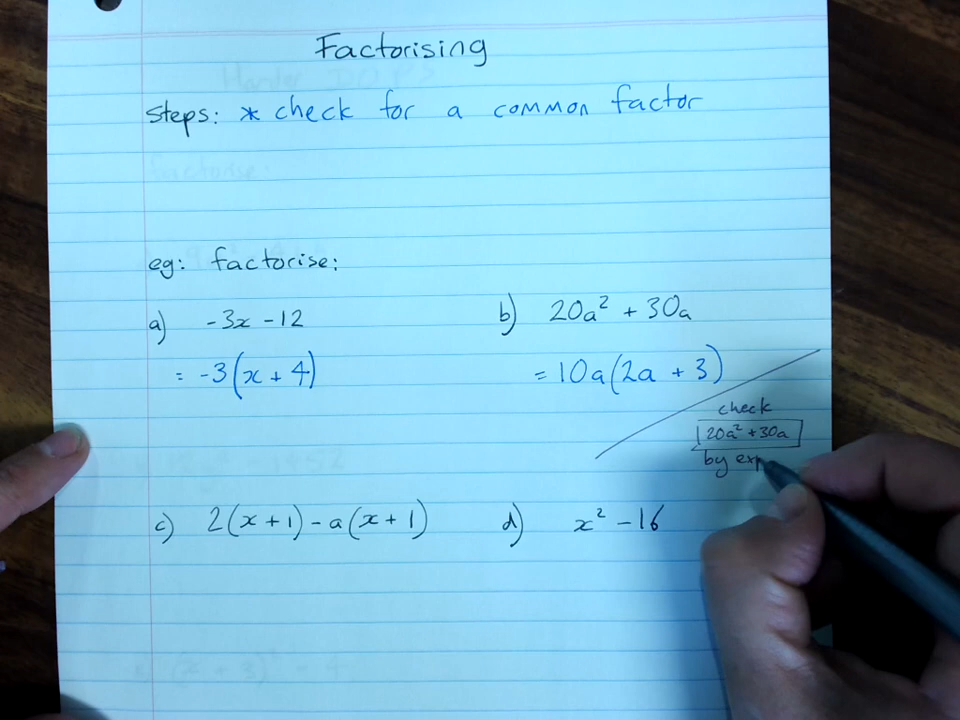 Factorising
Steps: * check for a common factor
eg: factorise:
a) -3x -12
= -3(x + 4)
b) 20a² + 30a
= 10a(2a + 3)
check
20a² + 30a
by exp
c) 2(x+1) - a(x+1)
d) x² - 16